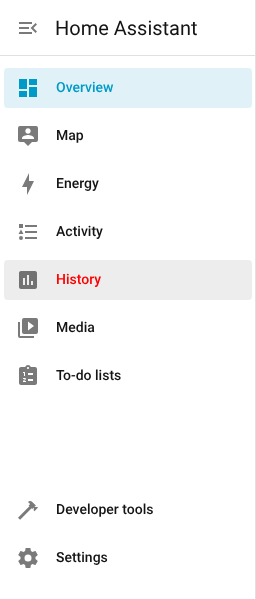 Home Assistant
Overview
Map
Energy
Activity
History
Media
To-do lists
Developer tools
Settings